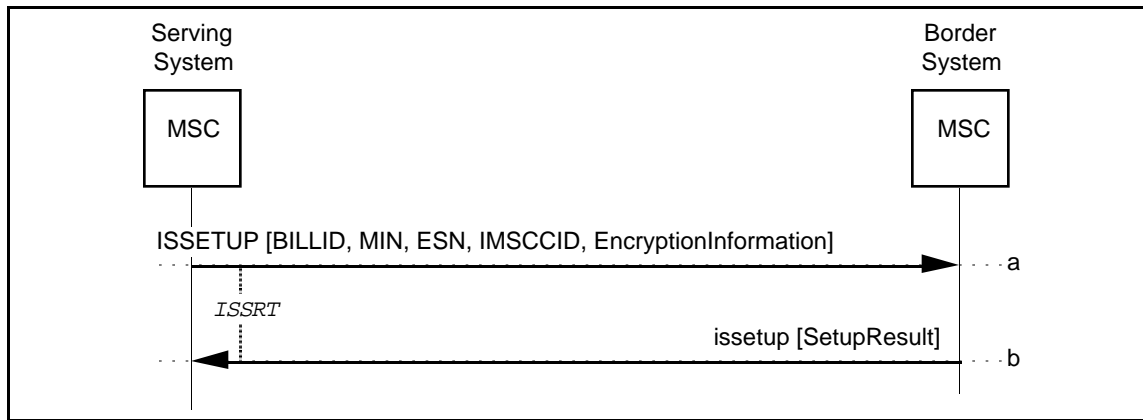 Serving
System
Border
System
MSC
MSC
ISSETUP [BILLID, MIN, ESN, IMSCCID, EncryptionInformation]
a
ISSRT
issetup [SetupResult]
b